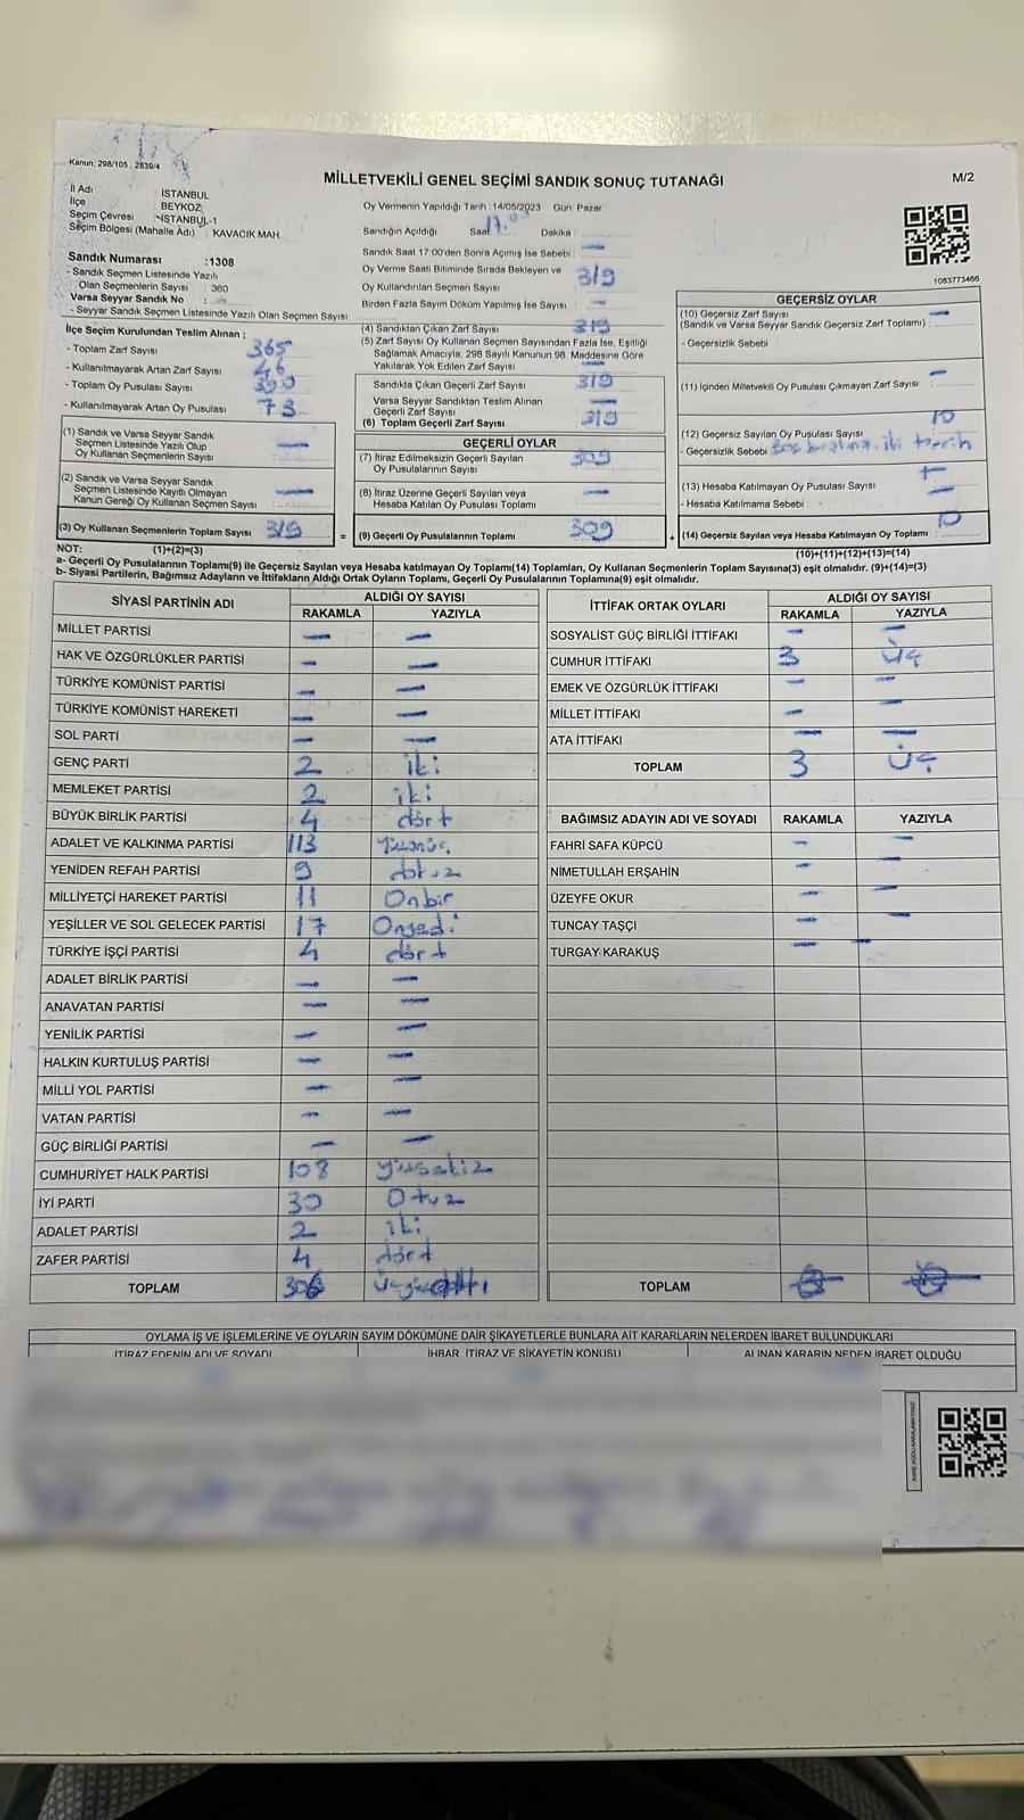 Kanun: 298/105, 2839/4
MİLLETVEKİLİ GENEL SEÇİMİ SANDIK SONUÇ TUTANAĞI
M/2
İl Adı İSTANBUL
İlçe BEYKOZ
Seçim Çevresi İSTANBUL-1
Seçim Bölgesi (Mahalle Adı) KAVACIK MAH.
Sandık Numarası :1308
- Sandık Seçmen Listesinde Yazılı
Olan Seçmenlerin Sayısı : 360
Varsa Seyyar Sandık No :
- Seyyar Sandık Seçmen Listesinde Yazılı Olan Seçmen Sayısı
Oy Vermenin Yapıldığı Tarih :14/05/2023 Gün: Pazar
Sandığın Açıldığı Saat 17.00 Dakika
Sandık Saat 17:00'den Sonra Açılmış İse Sebebi : —
Oy Verme Saati Bitiminde Sırada Bekleyen ve
Oy Kullandırılan Seçmen Sayısı 319
Birden Fazla Sayım Döküm Yapılmış İse Sayısı —
1083773466
İlçe Seçim Kurulundan Teslim Alınan ;
- Toplam Zarf Sayısı 365
- Kullanılmayarak Artan Zarf Sayısı 46
- Toplam Oy Pusulası Sayısı
- Kullanılmayarak Artan Oy Pusulası 73
(1) Sandık ve Varsa Seyyar Sandık
Seçmen Listesinde Yazılı Olup
Oy Kullanan Seçmenlerin Sayısı —
(2) Sandık ve Varsa Seyyar Sandık
Seçmen Listesinde Kayıtlı Olmayan
Kanun Gereği Oy Kullanan Seçmen Sayısı —
(3) Oy Kullanan Seçmenlerin Toplam Sayısı 319
(1)+(2)=(3)
(4) Sandıktan Çıkan Zarf Sayısı 319
(5) Zarf Sayısı Oy Kullanan Seçmen Sayısından Fazla İse, Eşitliği
Sağlamak Amacıyla, 298 Sayılı Kanunun 98. Maddesine Göre
Yakılarak Yok Edilen Zarf Sayısı —
Sandıkta Çıkan Geçerli Zarf Sayısı 319
Varsa Seyyar Sandıktan Teslim Alınan
Geçerli Zarf Sayısı —
(6) Toplam Geçerli Zarf Sayısı 319
GEÇERLİ OYLAR
(7) İtiraz Edilmeksizin Geçerli Sayılan
Oy Pusulalarının Sayısı 309
(8) İtiraz Üzerine Geçerli Sayılan veya
Hesaba Katılan Oy Pusulası Toplamı —
= (9) Geçerli Oy Pusulalarının Toplamı 309
GEÇERSİZ OYLAR
(10) Geçersiz Zarf Sayısı —
(Sandık ve Varsa Seyyar Sandık Geçersiz Zarf Toplamı) :
- Geçersizlik Sebebi
(11) İçinden Milletvekili Oy Pusulası Çıkmayan Zarf Sayısı —
(12) Geçersiz Sayılan Oy Pusulası Sayısı 10
- Geçersizlik Sebebi iki tercih
(13) Hesaba Katılmayan Oy Pusulası Sayısı —
- Hesaba Katılmama Sebebi —
+ (14) Geçersiz Sayılan veya Hesaba Katılmayan Oy Toplamı 10
(10)+(11)+(12)+(13)=(14)
NOT:
a- Geçerli Oy Pusulalarının Toplamı(9) ile Geçersiz Sayılan veya Hesaba katılmayan Oy Toplamı(14) Toplamları, Oy Kullanan Seçmenlerin Toplam Sayısına(3) eşit olmalıdır. (9)+(14)=(3)
b- Siyasi Partilerin, Bağımsız Adayların ve İttifakların Aldığı Ortak Oyların Toplamı, Geçerli Oy Pusulalarının Toplamına(9) eşit olmalıdır.
SİYASİ PARTİNİN ADI ALDIĞI OY SAYISI
RAKAMLA YAZIYLA
MİLLET PARTİSİ — —
HAK VE ÖZGÜRLÜKLER PARTİSİ — —
TÜRKİYE KOMÜNİST PARTİSİ — —
TÜRKİYE KOMÜNİST HAREKETİ — —
SOL PARTİ — —
GENÇ PARTİ 2 iki
MEMLEKET PARTİSİ 2 iki
BÜYÜK BİRLİK PARTİSİ 4 dört
ADALET VE KALKINMA PARTİSİ 113 Yüzonüç
YENİDEN REFAH PARTİSİ 9 dokuz
MİLLİYETÇİ HAREKET PARTİSİ 11 Onbir
YEŞİLLER VE SOL GELECEK PARTİSİ 17 Onyedi
TÜRKİYE İŞÇİ PARTİSİ 4 dört
ADALET BİRLİK PARTİSİ — —
ANAVATAN PARTİSİ — —
YENİLİK PARTİSİ — —
HALKIN KURTULUŞ PARTİSİ — —
MİLLİ YOL PARTİSİ — —
VATAN PARTİSİ — —
GÜÇ BİRLİĞİ PARTİSİ — —
CUMHURİYET HALK PARTİSİ 108 yüzsekiz
İYİ PARTİ 30 Otuz
ADALET PARTİSİ 2 iki
ZAFER PARTİSİ 4 dört
TOPLAM 306 üçyüzaltı
İTTİFAK ORTAK OYLARI ALDIĞI OY SAYISI
RAKAMLA YAZIYLA
SOSYALİST GÜÇ BİRLİĞİ İTTİFAKI — —
CUMHUR İTTİFAKI 3 Üç
EMEK VE ÖZGÜRLÜK İTTİFAKI — —
MİLLET İTTİFAKI — —
ATA İTTİFAKI — —
TOPLAM 3 Üç
BAĞIMSIZ ADAYIN ADI VE SOYADI RAKAMLA YAZIYLA
FAHRİ SAFA KÜPCÜ — —
NİMETULLAH ERŞAHİN — —
ÜZEYFE OKUR — —
TUNCAY TAŞÇI — —
TURGAY KARAKUŞ — —
TOPLAM
OYLAMA İŞ VE İŞLEMLERİNE VE OYLARIN SAYIM DÖKÜMÜNE DAİR ŞİKAYETLERLE BUNLARA AİT KARARLARIN NELERDEN İBARET BULUNDUKLARI
İTİRAZ EDENİN ADI VE SOYADI İHBAR, İTİRAZ VE ŞİKAYETİN KONUSU ALINAN KARARIN NEDEN İBARET OLDUĞU